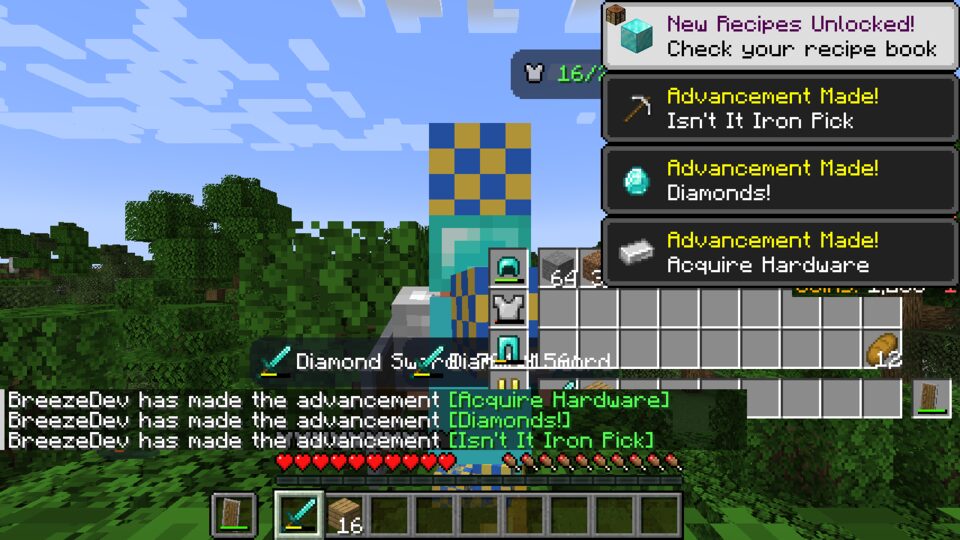 New Recipes Unlocked!
Check your recipe book
16/
Advancement Made!
Isn't It Iron Pick
Advancement Made!
Diamonds!
Advancement Made!
Acquire Hardware
64
12
Diamond
BreezeDev has made the advancement [Acquire Hardware]
BreezeDev has made the advancement [Diamonds!]
BreezeDev has made the advancement [Isn't It Iron Pick]
16